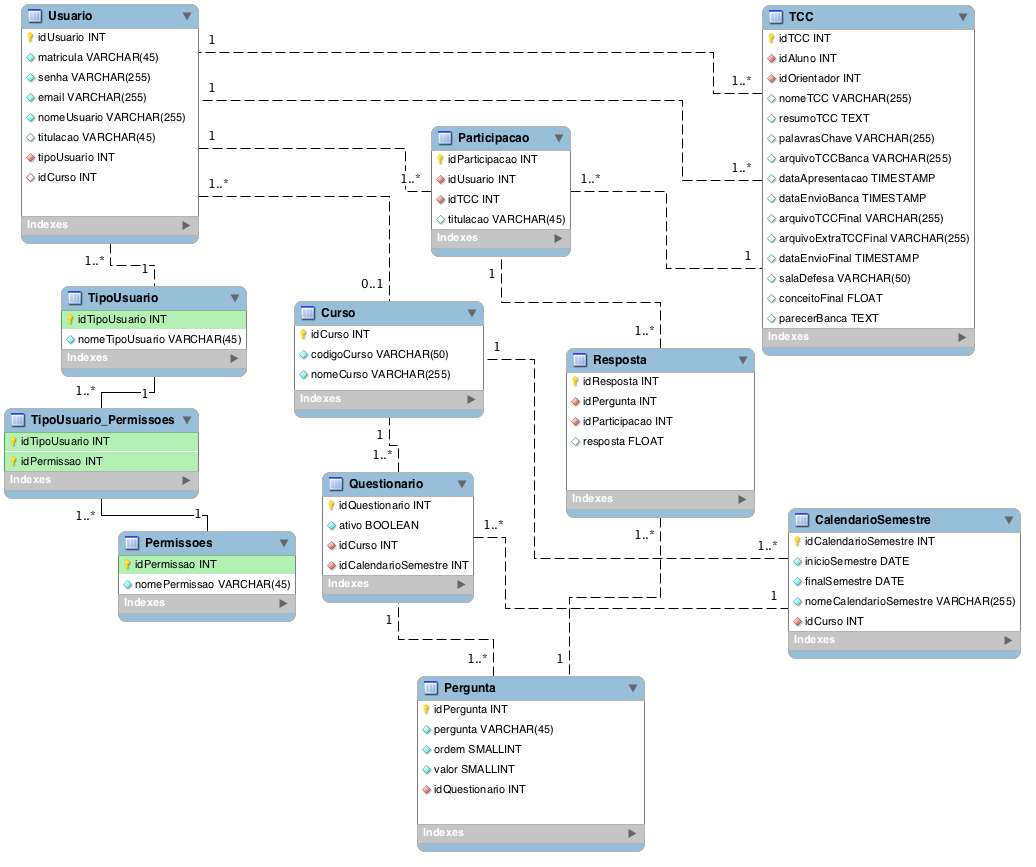 Usuario
idUsuario INT
matricula VARCHAR(45)
senha VARCHAR(255)
email VARCHAR(255)
nomeUsuario VARCHAR(255)
titulacao VARCHAR(45)
tipoUsuario INT
idCurso INT
Indexes
1
1..*
1
1..*
1
1..*
1..*
0..1
TCC
idTCC INT
idAluno INT
idOrientador INT
nomeTCC VARCHAR(255)
resumoTCC TEXT
palavrasChave VARCHAR(255)
arquivoTCCBanca VARCHAR(255)
dataApresentacao TIMESTAMP
dataEnvioBanca TIMESTAMP
arquivoTCCFinal VARCHAR(255)
arquivoExtraTCCFinal VARCHAR(255)
dataEnvioFinal TIMESTAMP
salaDefesa VARCHAR(50)
conceitoFinal FLOAT
parecerBanca TEXT
Indexes
Participacao
idParticipacao INT
idUsuario INT
idTCC INT
titulacao VARCHAR(45)
Indexes
1..*
1
1
1..*
1..*
1
TipoUsuario
idTipoUsuario INT
nomeTipoUsuario VARCHAR(45)
Indexes
1..*
1
TipoUsuario_Permissoes
idTipoUsuario INT
idPermissao INT
Indexes
1..*
1
Permissoes
idPermissao INT
nomePermissao VARCHAR(45)
Indexes
Curso
idCurso INT
codigoCurso VARCHAR(50)
nomeCurso VARCHAR(255)
Indexes
1
1..*
1
1..*
Resposta
idResposta INT
idPergunta INT
idParticipacao INT
resposta FLOAT
Indexes
1..*
1
Questionario
idQuestionario INT
ativo BOOLEAN
idCurso INT
idCalendarioSemestre INT
Indexes
1..*
1
1
1..*
CalendarioSemestre
idCalendarioSemestre INT
inicioSemestre DATE
finalSemestre DATE
nomeCalendarioSemestre VARCHAR(255)
idCurso INT
Indexes
Pergunta
idPergunta INT
pergunta VARCHAR(45)
ordem SMALLINT
valor SMALLINT
idQuestionario INT
Indexes